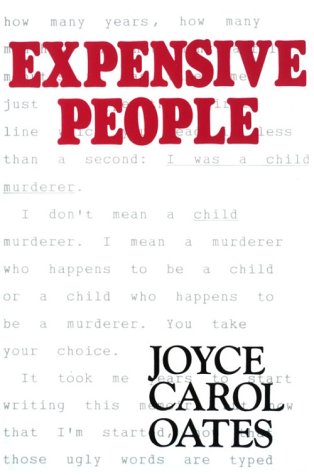 how many years, how many
EXPENSIVE
PEOPLE
just
line less
than a second: I was a child
murderer.
I don't mean a child
murderer. I mean a murderer
who happens to be a child
or a child who happens to
be a murderer. You take
your choice.
It took me to start
writing this
that I'm started,
those ugly words are typed
JOYCE
CAROL
OATES